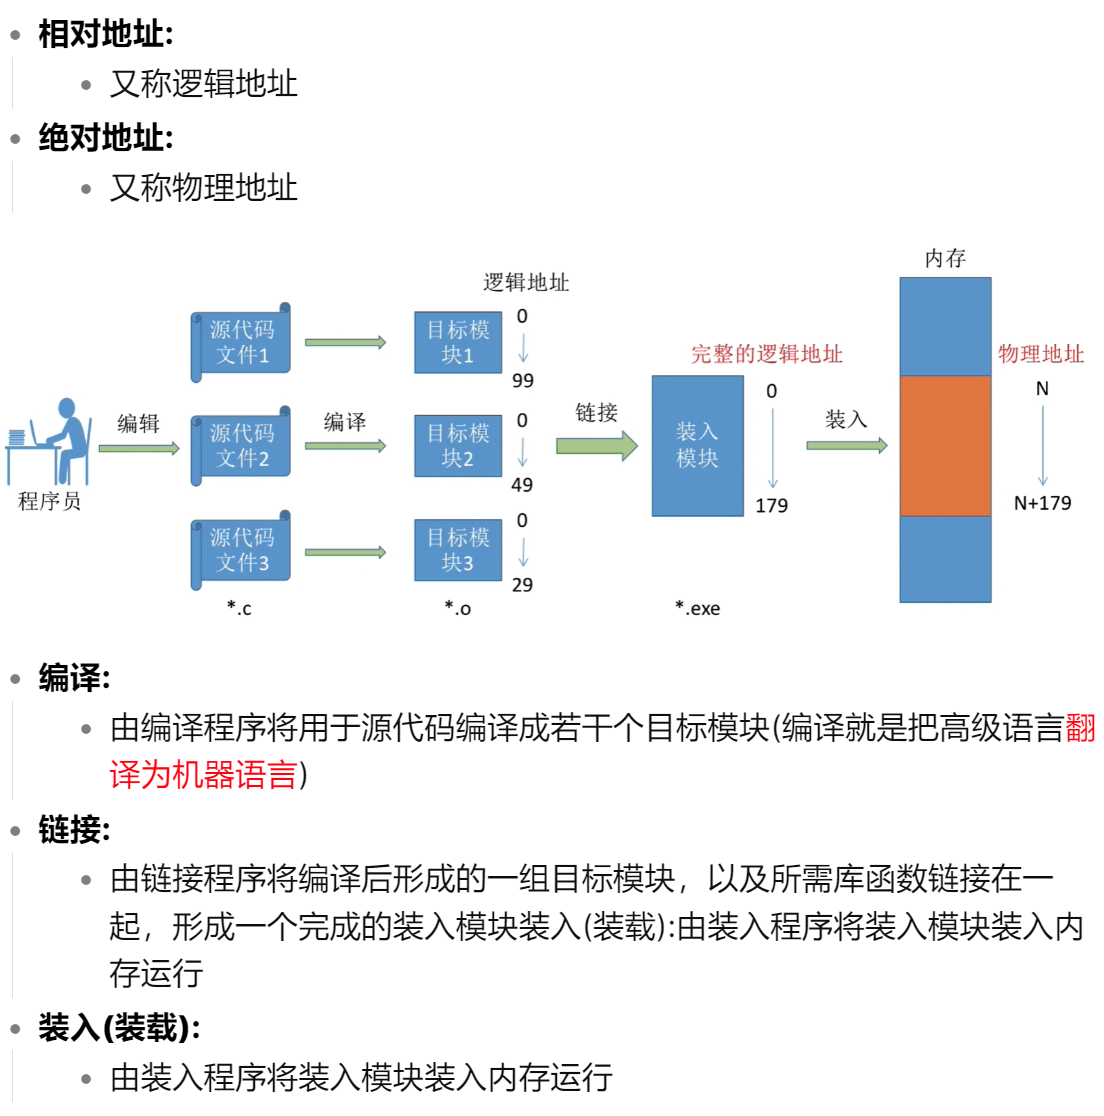 相对地址:
又称逻辑地址
绝对地址:
又称物理地址
内存
逻辑地址
源代码
文件1
目标模
块1
0
99
完整的逻辑地址
物理地址
0
N
编辑
源代码
文件2
编译
目标模
块2
0
49
链接
装入
模块
装入
179
N+179
程序员
源代码
文件3
目标模
块3
0
29
*.c
*.o
*.exe
编译:
由编译程序将用于源代码编译成若干个目标模块(编译就是把高级语言翻
译为机器语言)
链接:
由链接程序将编译后形成的一组目标模块，以及所需库函数链接在一
起，形成一个完成的装入模块装入(装载):由装入程序将装入模块装入内
存运行
装入(装载):
由装入程序将装入模块装入内存运行